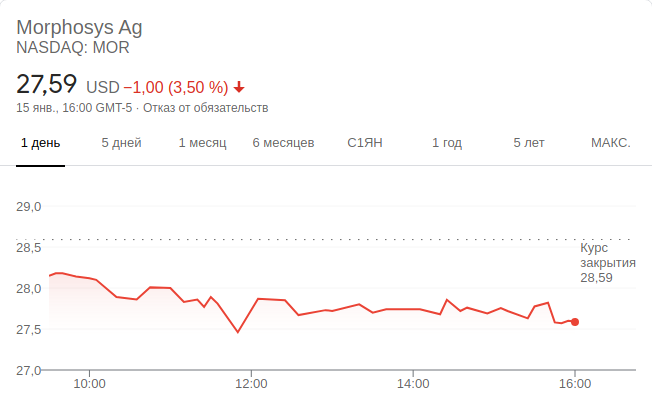 Morphosys Ag
NASDAQ: MOR
27,59 USD −1,00 (3,50 %)
15 янв., 16:00 GMT-5 · Отказ от обязательств
1 день 5 дней 1 месяц 6 месяцев С1ЯН 1 год 5 лет МАКС.
29,0
28,5
28,0
27,5
27,0
Курс
закрытия
28,59
10:00 12:00 14:00 16:00